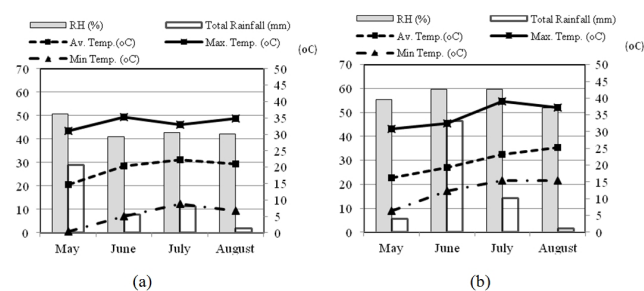 RH (%) Total Rainfall (mm)
Av. Temp.(oC) Max. Temp. (oC)
Min Temp. (oC)
(oC)
70 50
60 45
50 40
40 35
30 30
20 25
10 20
0 15
10
5
0
May June July August
(a)
RH (%) Total Rainfall (mm)
Av. Temp. (oC) Max. Temp. (oC)
Min Temp. (oC)
(oC)
70 50
60 45
50 40
40 35
30 30
20 25
10 20
0 15
10
5
0
May June July August
(b)